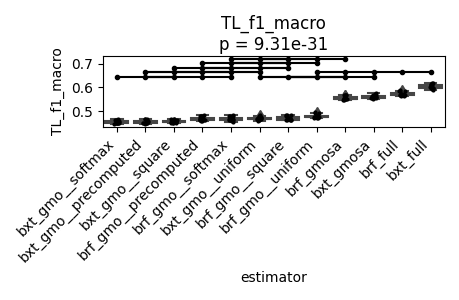 TL_f1_macro
p = 9.31e-31
TL_f1_macro
0.7
0.6
0.5
bxt_gmo__softmax
bxt_gmo__precomputed
bxt_gmo__square
brf_gmo__precomputed
brf_gmo__softmax
bxt_gmo__uniform
brf_gmo__square
brf_gmo__uniform
brf_gmosa
bxt_gmosa
brf_full
bxt_full
estimator